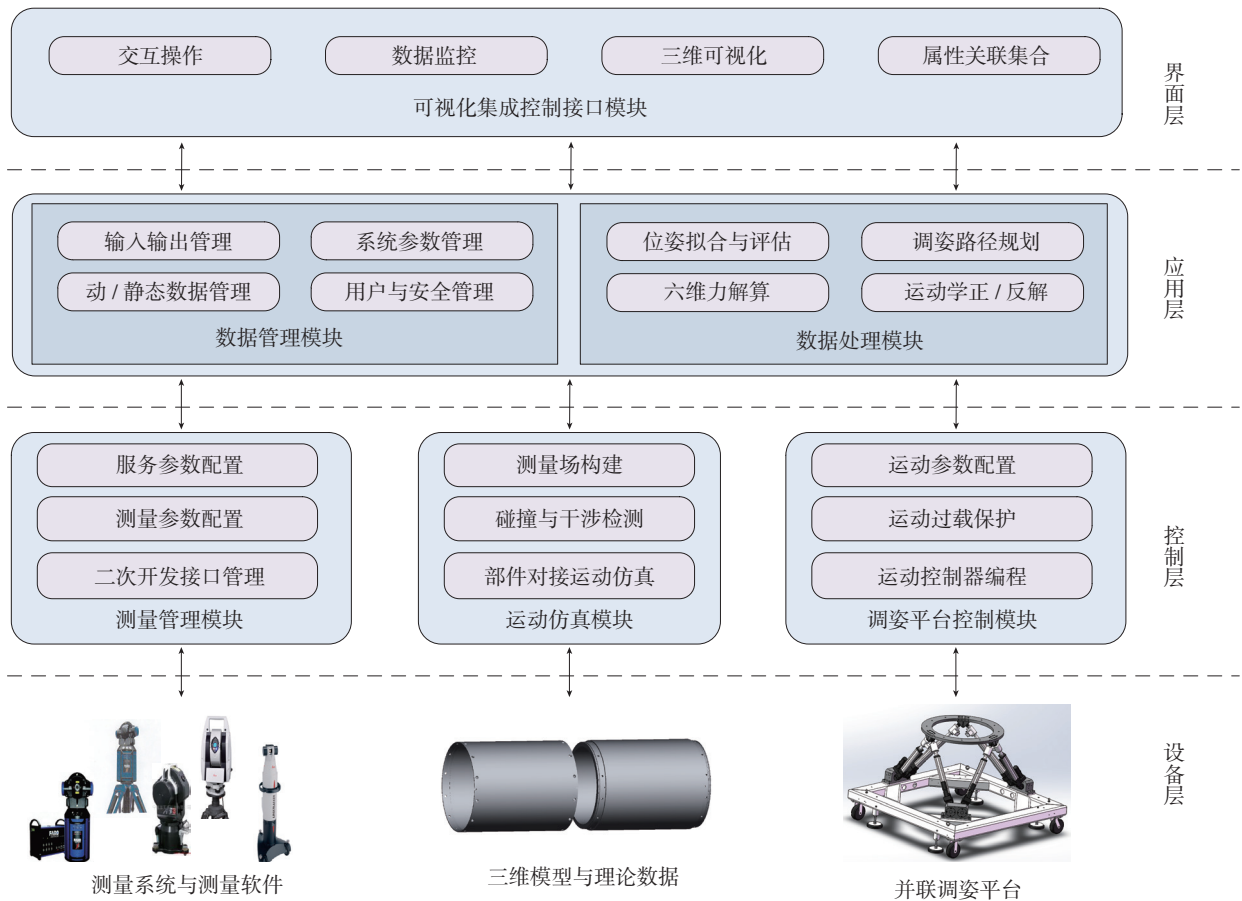 交互操作
数据监控
三维可视化
属性关联集合
可视化集成控制接口模块
界面层
输入输出管理
系统参数管理
动 / 静态数据管理
用户与安全管理
数据管理模块
位姿拟合与评估
调姿路径规划
六维力解算
运动学正 / 反解
数据处理模块
应用层
服务参数配置
测量参数配置
二次开发接口管理
测量管理模块
测量场构建
碰撞与干涉检测
部件对接运动仿真
运动仿真模块
运动参数配置
运动过载保护
运动控制器编程
调姿平台控制模块
控制层
测量系统与测量软件
三维模型与理论数据
并联调姿平台
设备层